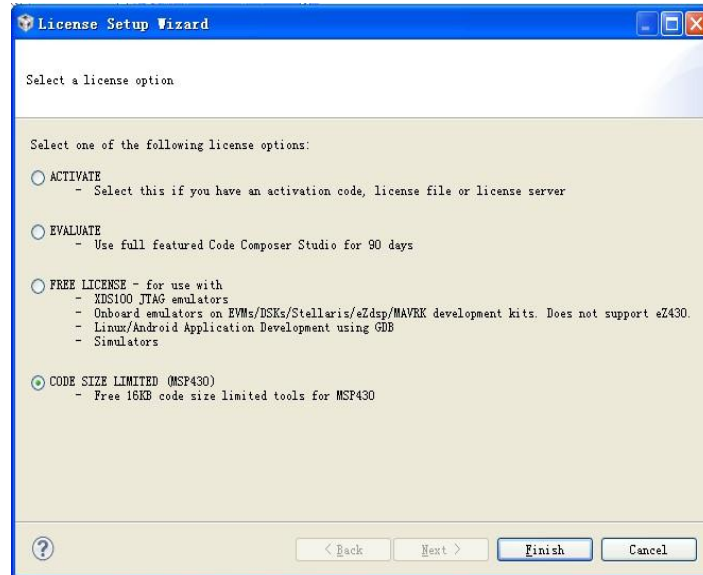 License Setup Wizard
Select a license option
Select one of the following license options:
ACTIVATE
- Select this if you have an activation code, license file or license server
EVALUATE
- Use full featured Code Composer Studio for 90 days
FREE LICENSE - for use with
- XDS100 JTAG emulators
- Onboard emulators on EVMs/DSKs/Stellaris/eZdsp/MAVRK development kits. Does not support eZ430.
- Linux/Android Application Development using GDB
- Simulators
CODE SIZE LIMITED (MSP430)
- Free 16KB code size limited tools for MSP430
? < Back Next > Finish Cancel